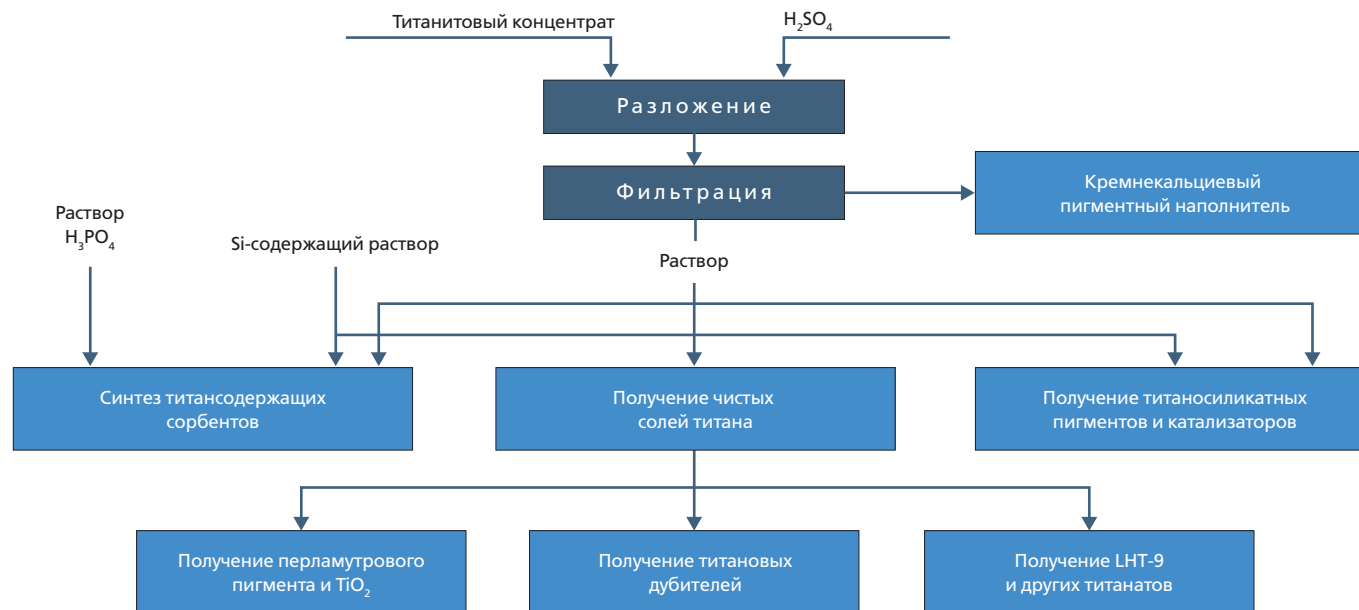 Титанитовый концентрат
H₂SO₄
Разложение
Фильтрация
Кремнекальциевый
пигментный наполнитель
Раствор
H₃PO₄
Si-содержащий раствор
Раствор
Синтез титансодержащих
сорбентов
Получение чистых
солей титана
Получение титаносиликатных
пигментов и катализаторов
Получение перламутрового
пигмента и TiO₂
Получение титановых
дубителей
Получение LHT-9
и других титанатов